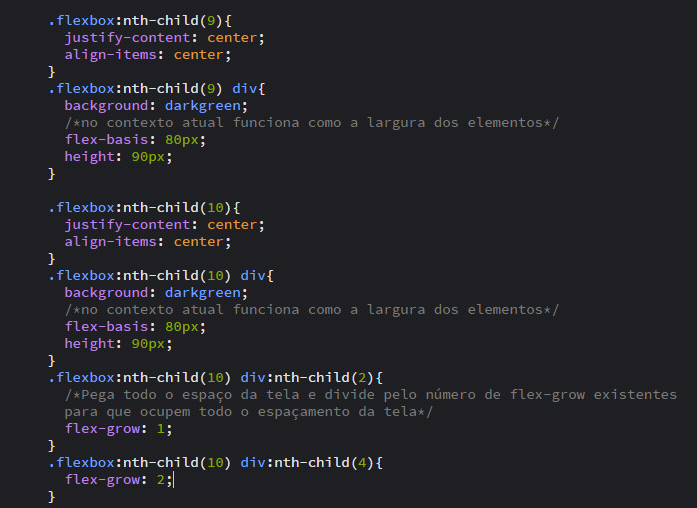 .flexbox:nth-child(9){
justify-content: center;
align-items: center;
}
.flexbox:nth-child(9) div{
background: darkgreen;
/*no contexto atual funciona como a largura dos elementos*/
flex-basis: 80px;
height: 90px;
}
.flexbox:nth-child(10){
justify-content: center;
align-items: center;
}
.flexbox:nth-child(10) div{
background: darkgreen;
/*no contexto atual funciona como a largura dos elementos*/
flex-basis: 80px;
height: 90px;
}
.flexbox:nth-child(10) div:nth-child(2){
/*Pega todo o espaço da tela e divide pelo número de flex-grow existentes
para que ocupem todo o espaçamento da tela*/
flex-grow: 1;
}
.flexbox:nth-child(10) div:nth-child(4){
flex-grow: 2;
}